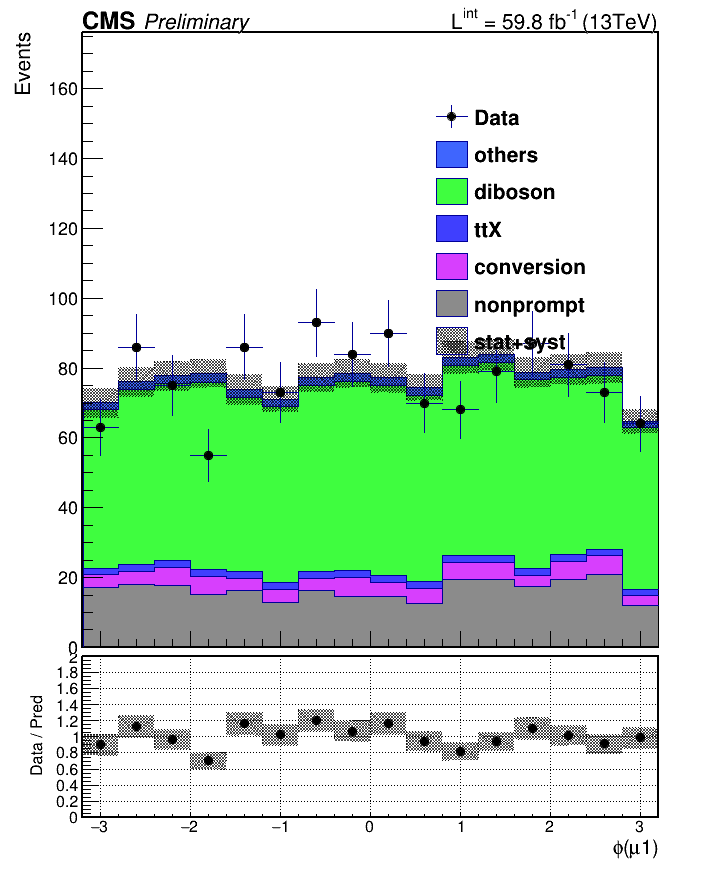 CMS Preliminary L^int = 59.8 fb^-1 (13TeV)
Events
160
140
120
100
80
60
40
20
0
Data
others
diboson
ttX
conversion
nonprompt
stat+syst
Data / Pred
2
1.8
1.6
1.4
1.2
1
0.8
0.6
0.4
0.2
0
−3 −2 −1 0 1 2 3
ϕ(μ1)